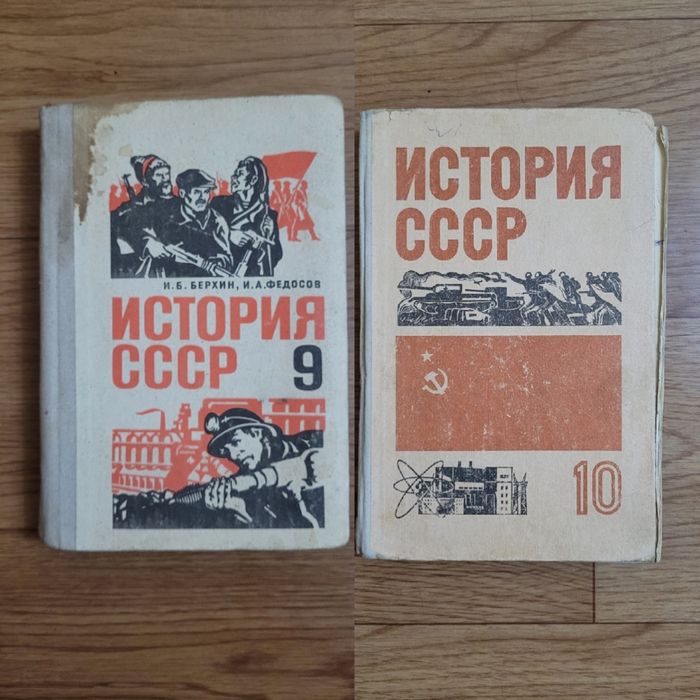 И. Б. БЕРХИН, И. А. ФЕДОСОВ
ИСТОРИЯ
СССР 9
ИСТОРИЯ
СССР
10